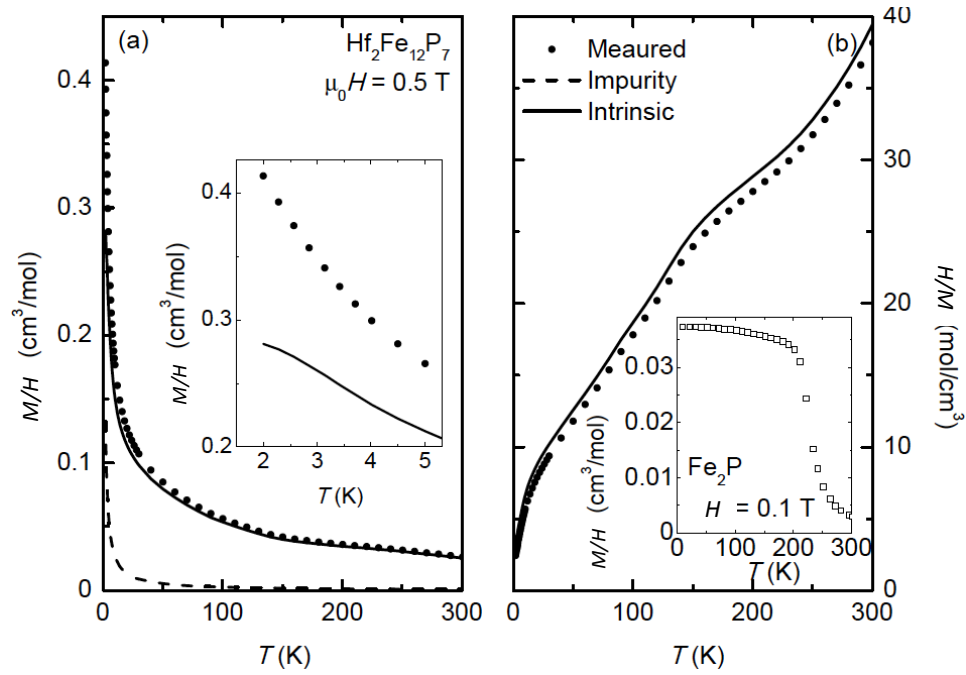 (a)
Hf2Fe12P7
μ0H = 0.5 T
M/H (cm³/mol)
0.4
0.3
0.2
0.1
0
0 100 200 300
T (K)
M/H (cm³/mol)
0.4
0.3
0.2
2 3 4 5
T (K)
(b)
Meaured
Impurity
Intrinsic
40
30
20
10
0
H/M (mol/cm³)
0 100 200 300
T (K)
M/H (cm³/mol)
0.03
0.02
0.01
0
Fe2P
H = 0.1 T
0 100 200 300
T (K)